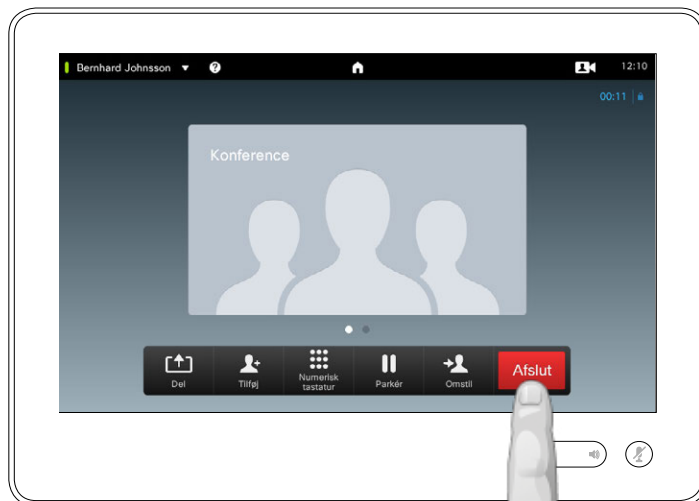 Bernhard Johnsson ? 12:10
00:11
Konference
Del
Tilføj
Numerisk
tastatur
Parkér
Omstil
Afslut